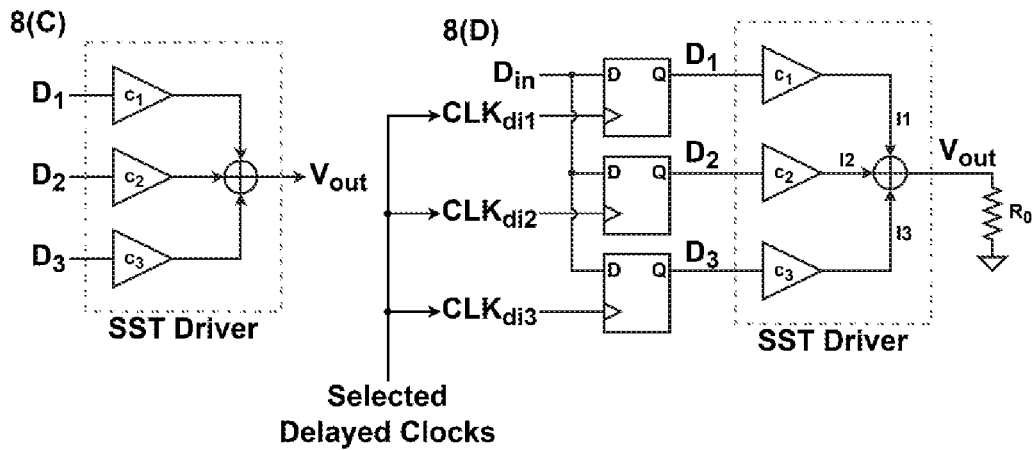 8(C)
D1
c1
D2
c2
Vout
D3
c3
SST Driver
8(D)
Din
D Q
D1
c1
CLKdi1
I1
D Q
D2
c2
I2
Vout
CLKdi2
R0
D Q
D3
c3
I3
CLKdi3
SST Driver
Selected
Delayed Clocks